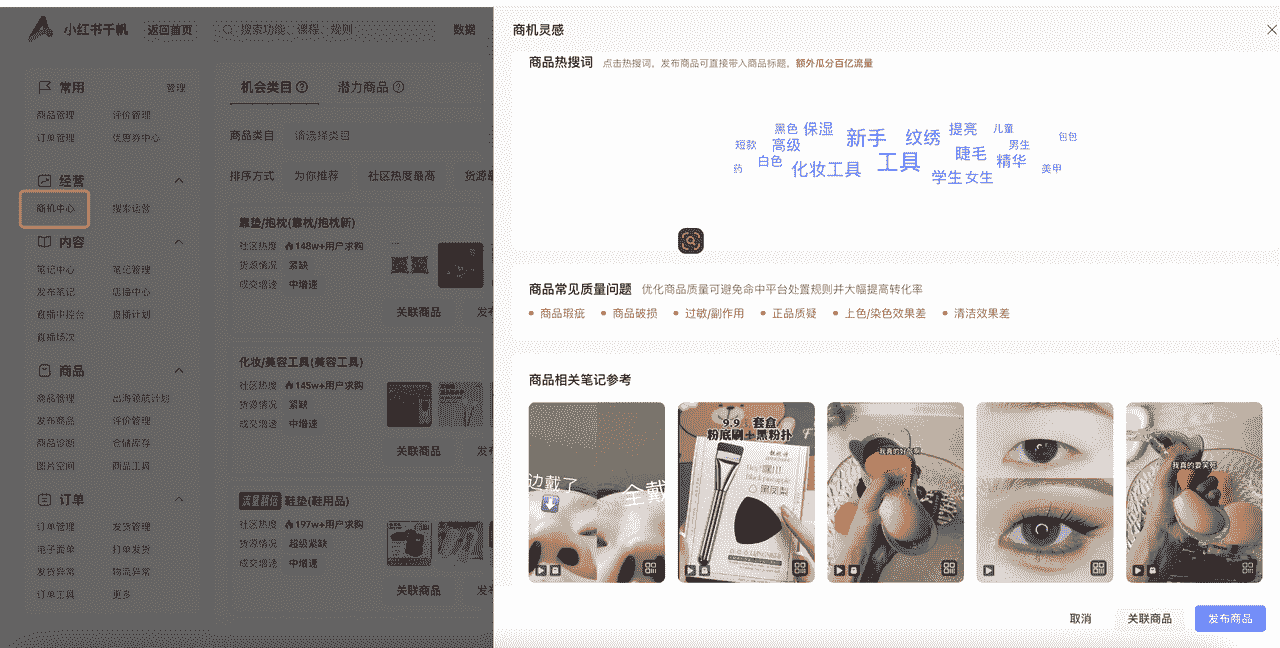 小红书千帆
返回首页
搜索功能、课程、规则
数据
常用
管理
商品管理
评价管理
订单管理
优惠券中心
经营
商机中心
搜索运营
内容
笔记中心
笔记管理
发布笔记
店播中心
直播中控台
直播计划
直播场次
商品
商品管理
出海领航计划
发布商品
评价管理
商品诊断
仓储库存
图片空间
商品工具
订单
订单管理
发货管理
电子面单
打单发货
发货异常
物流异常
订单工具
更多
机会类目
潜力商品
商品类目
请选择类目
排序方式
为你推荐
社区热度最高
货源最
靠垫/抱枕(靠枕/抱枕新)
社区热度
148w+用户求购
货源情况
紧缺
成交增速
中增速
关联商品
发
化妆/美容工具(美容工具)
社区热度
145w+用户求购
货源情况
紧缺
成交增速
中增速
关联商品
发
流量翻倍
鞋垫(鞋用品)
社区热度
197w+用户求购
货源情况
超级紧缺
成交增速
中增速
关联商品
发
商机灵感
商品热搜词
点击热搜词，发布商品可直接带入商品标题，额外瓜分百亿流量
黑色
保湿
新手
纹绣
提亮
儿童
包包
短款
高级
睫毛
男生
药
白色
化妆工具
工具
精华
美甲
学生
女生
商品常见质量问题
优化商品质量可避免命中平台处置规则并大幅提高转化率
商品瑕疵
商品破损
过敏/副作用
正品质疑
上色/染色效果差
清洁效果差
商品相关笔记参考
边戴了
全戴
9.9 套盒
粉底刷＋黑粉扑
黑凤梨
我真的要笑死
取消
关联商品
发布商品